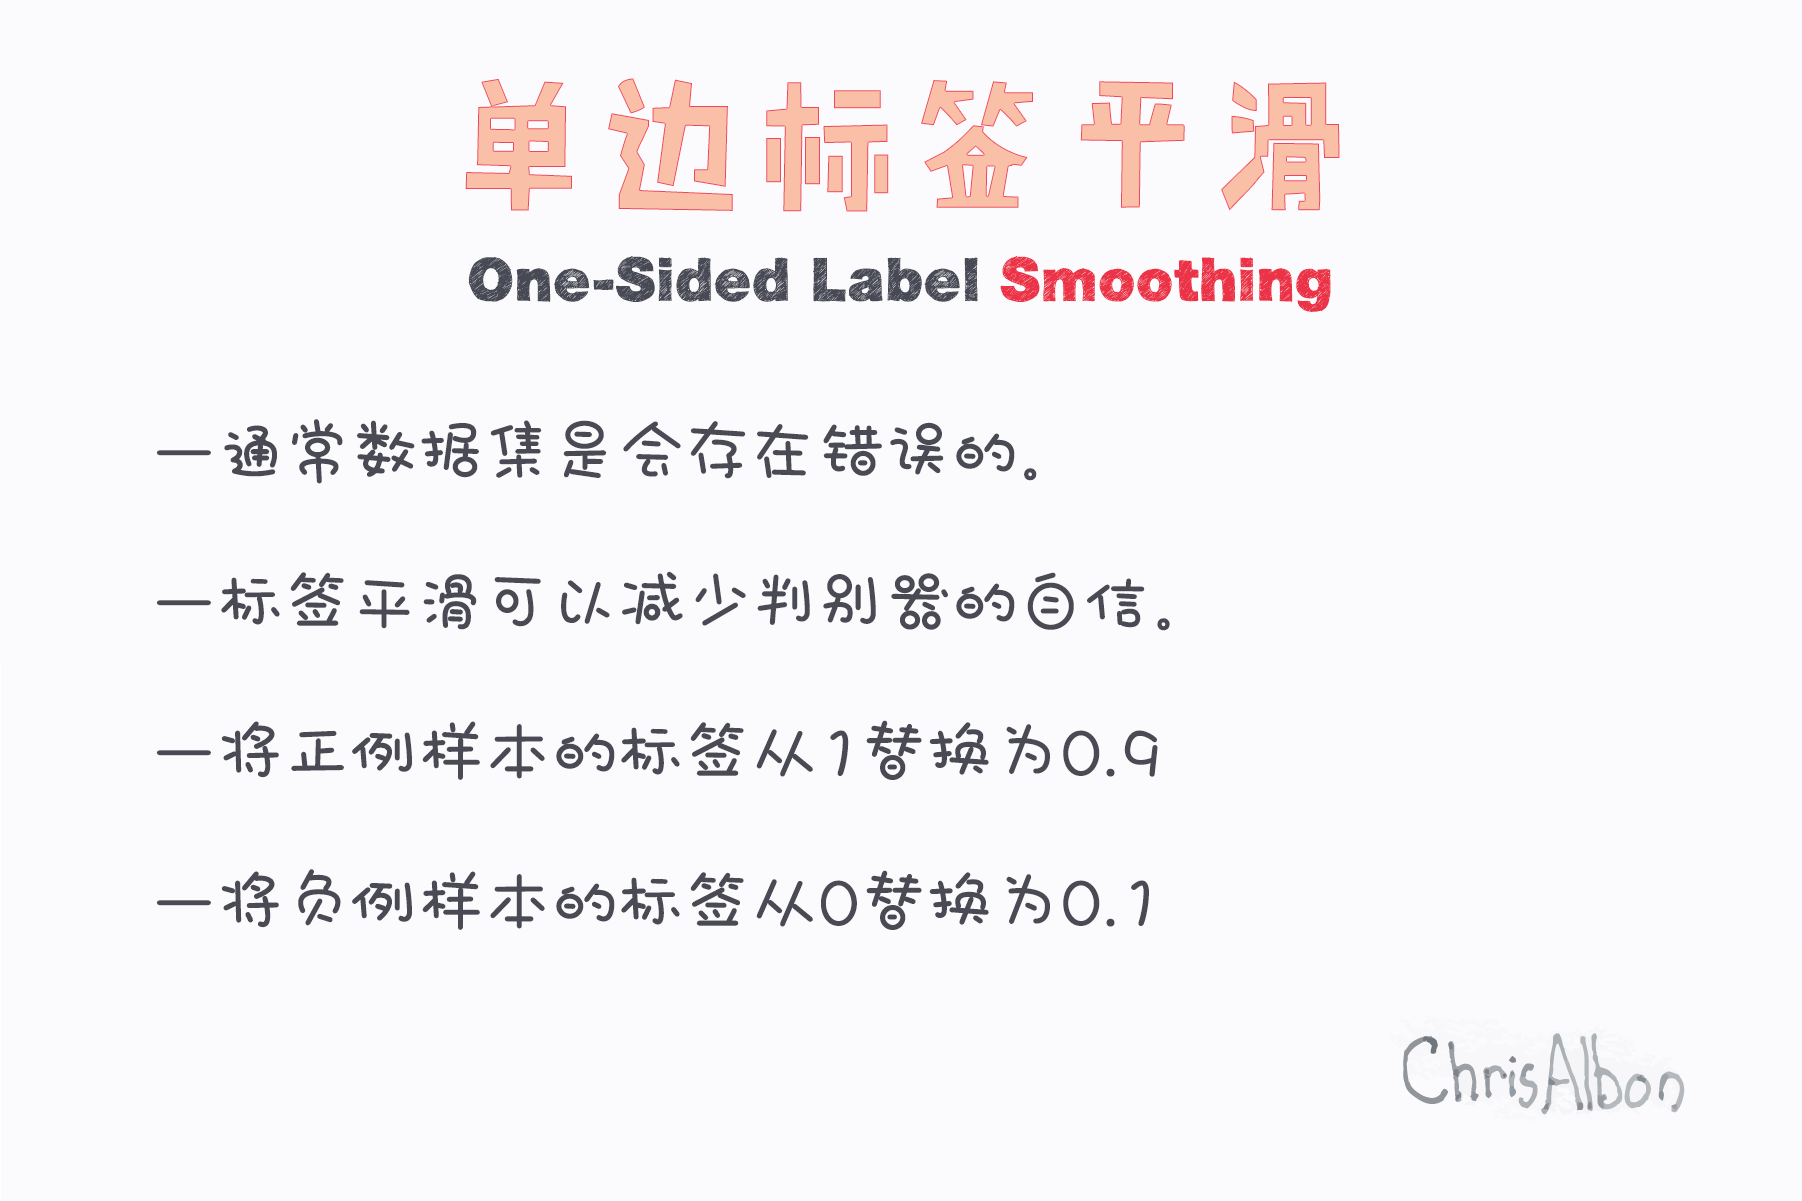 单边标签平滑
One-Sided Label Smoothing
—通常数据集是会存在错误的。
—标签平滑可以减少判别器的自信。
—将正例样本的标签从1替换为0.9
—将负例样本的标签从0替换为0.1
ChrisAlbon